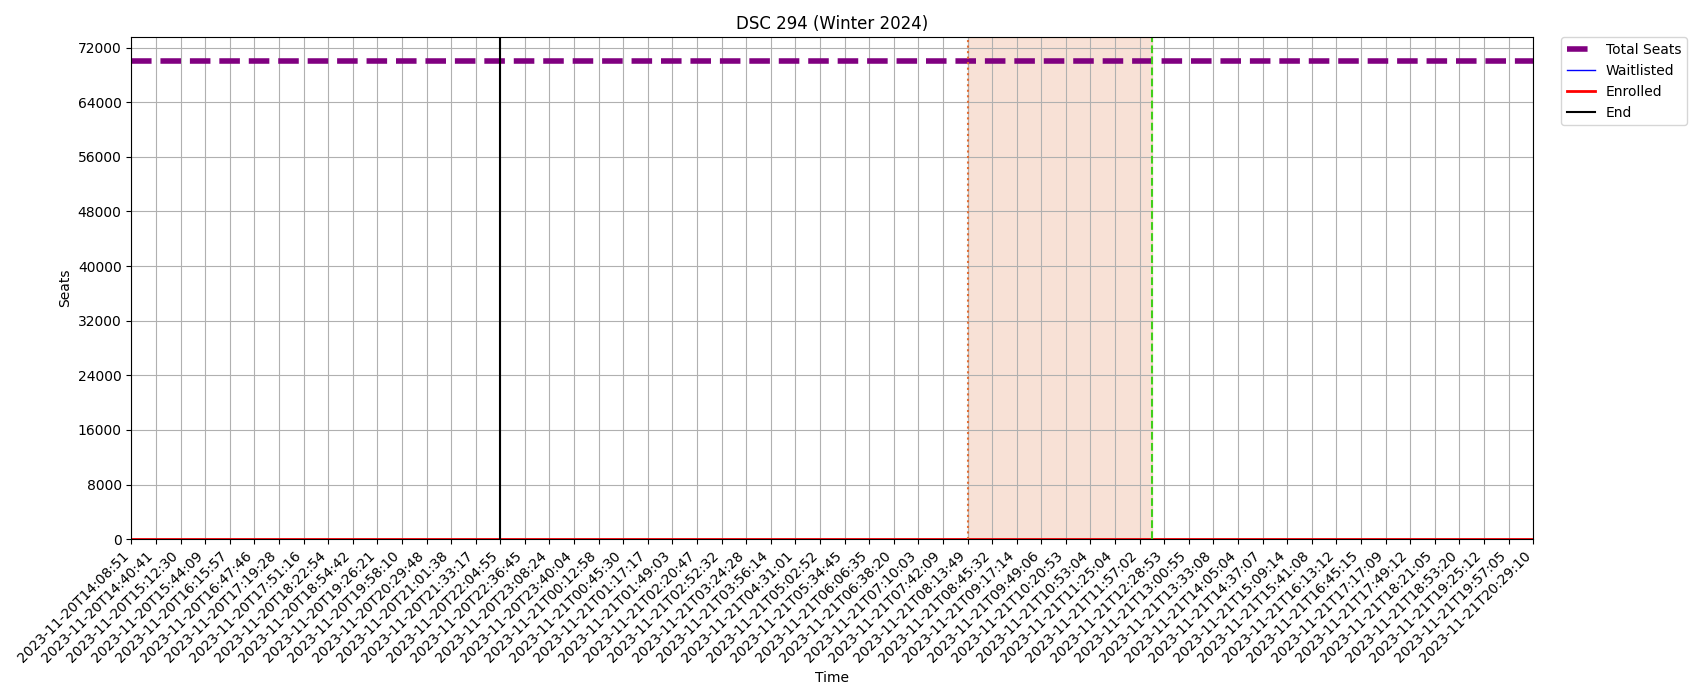 DSC 294 (Winter 2024)
72000
64000
56000
48000
40000
32000
24000
16000
8000
0
Seats
Total Seats
Waitlisted
Enrolled
End
2023-11-20T14:08:51
2023-11-20T14:40:41
2023-11-20T15:12:30
2023-11-20T15:44:09
2023-11-20T16:15:57
2023-11-20T16:47:46
2023-11-20T17:19:28
2023-11-20T17:51:16
2023-11-20T18:22:54
2023-11-20T18:54:42
2023-11-20T19:26:21
2023-11-20T19:58:10
2023-11-20T20:29:48
2023-11-20T21:01:38
2023-11-20T21:33:17
2023-11-20T22:04:55
2023-11-20T22:36:45
2023-11-20T23:08:24
2023-11-20T23:40:04
2023-11-21T00:12:58
2023-11-21T00:45:30
2023-11-21T01:17:17
2023-11-21T01:49:03
2023-11-21T02:20:47
2023-11-21T02:52:32
2023-11-21T03:24:28
2023-11-21T03:56:14
2023-11-21T04:31:01
2023-11-21T05:02:52
2023-11-21T05:34:45
2023-11-21T06:06:35
2023-11-21T06:38:20
2023-11-21T07:10:03
2023-11-21T07:42:09
2023-11-21T08:13:49
2023-11-21T08:45:32
2023-11-21T09:17:14
2023-11-21T09:49:06
2023-11-21T10:20:53
2023-11-21T10:53:04
2023-11-21T11:25:04
2023-11-21T11:57:02
2023-11-21T12:28:53
2023-11-21T13:00:55
2023-11-21T13:33:08
2023-11-21T14:05:04
2023-11-21T14:37:07
2023-11-21T15:09:14
2023-11-21T15:41:08
2023-11-21T16:13:12
2023-11-21T16:45:15
2023-11-21T17:17:09
2023-11-21T17:49:12
2023-11-21T18:21:05
2023-11-21T18:53:20
2023-11-21T19:25:12
2023-11-21T19:57:05
2023-11-21T20:29:10
Time